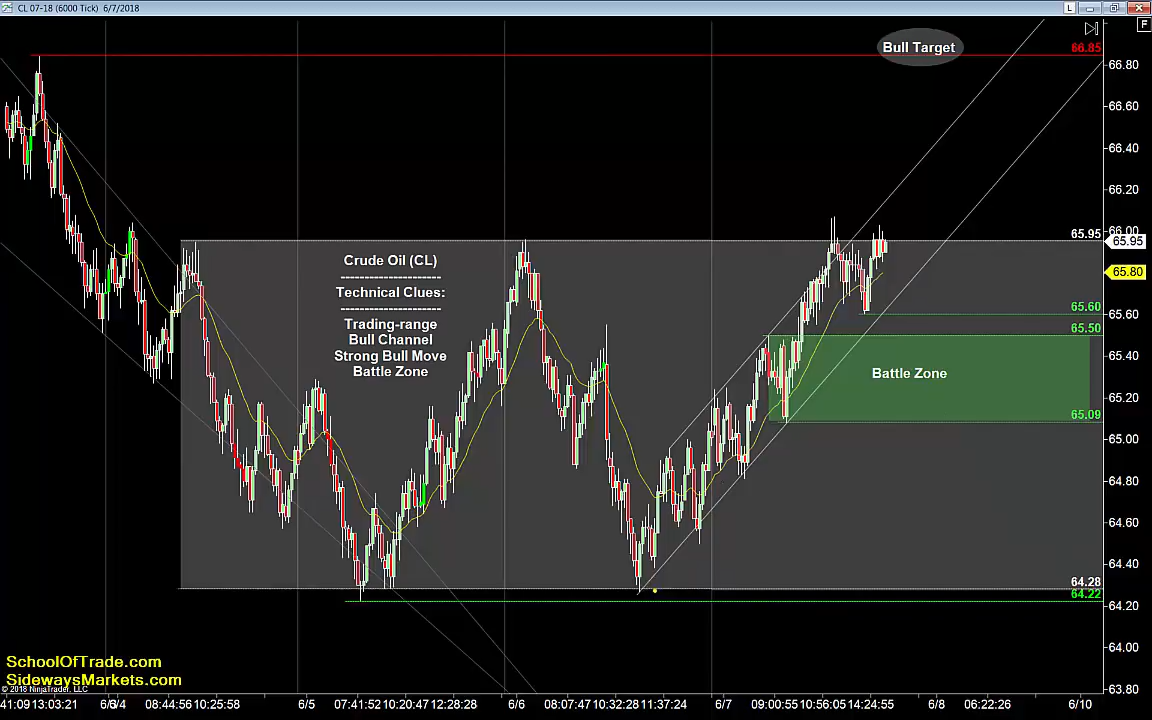 CL 07-18 (6000 Tick) 6/7/2018
L
F
Bull Target
66.85
66.80
66.60
66.40
66.20
66.00
65.95
65.95
Crude Oil (CL)
--------------------
Technical Clues:
--------------------
Trading-range
Bull Channel
Strong Bull Move
Battle Zone
65.80
65.60
65.60
65.50
65.40
Battle Zone
65.20
65.09
65.00
64.80
64.60
64.40
64.28
64.22
64.20
64.00
63.80
SchoolOfTrade.com
SidewaysMarkets.com
© 2018 NinjaTrader, LLC
41:09 13:03:21 08:44:56 10:25:58 6/5 07:41:52 10:20:47 12:28:28 6/6 08:07:47 10:32:28 11:37:24 6/7 09:00:55 10:56:05 14:24:55 6/8 06:22:26 6/10